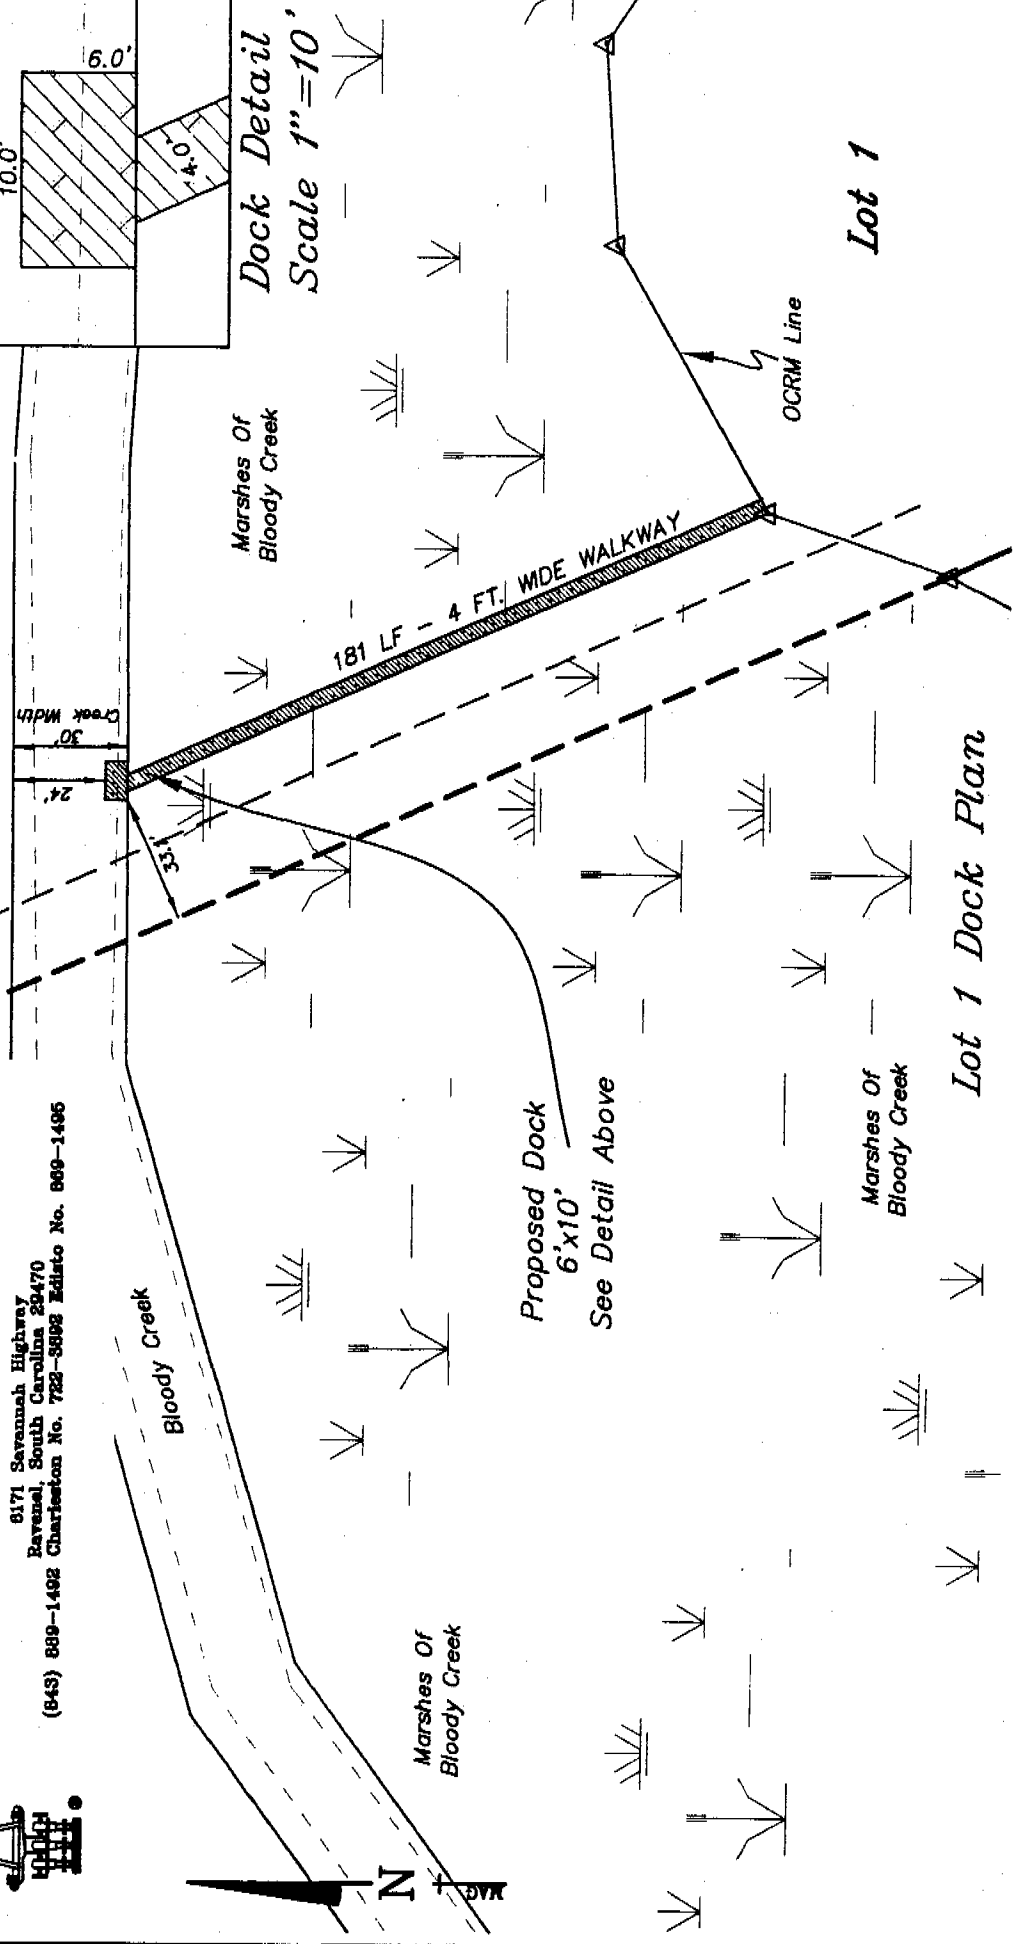 6171 Savannah Highway
Ravenel, South Carolina 29470
(843) 889-1492 Charleston No. 722-3892 Edisto No. 869-1495
10.0'
6.0'
4.0'
Dock Detail
Scale 1"=10'
Bloody Creek
24'
30'
Creek Width
33.1'
Marshes Of
Bloody Creek
181 LF - 4 FT. WIDE WALKWAY
OCRM Line
Lot 1
Proposed Dock
6'x10'
See Detail Above
Marshes Of
Bloody Creek
Marshes Of
Bloody Creek
Lot 1 Dock Plan
N
MAG